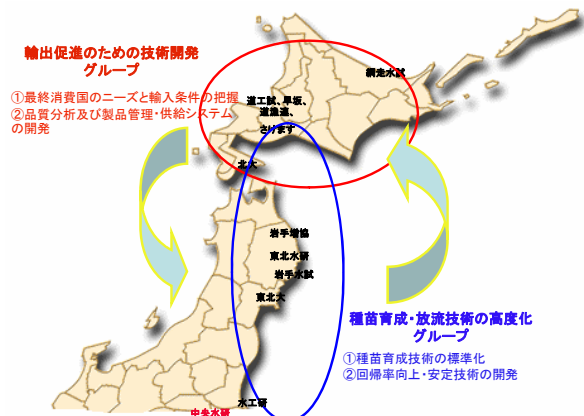 輸出促進のための技術開発
グループ
①最終消費国のニーズと輸入条件の把握
②品質分析及び製品管理・供給システム
の開発
網走水試
道工試、早坂、
道漁連、
さけます
北大
岩手増協
東北水研
岩手水試
東北大
種苗育成・放流技術の高度化
グループ
①種苗育成技術の標準化
②回帰率向上・安定技術の開発
水工研
中央水研